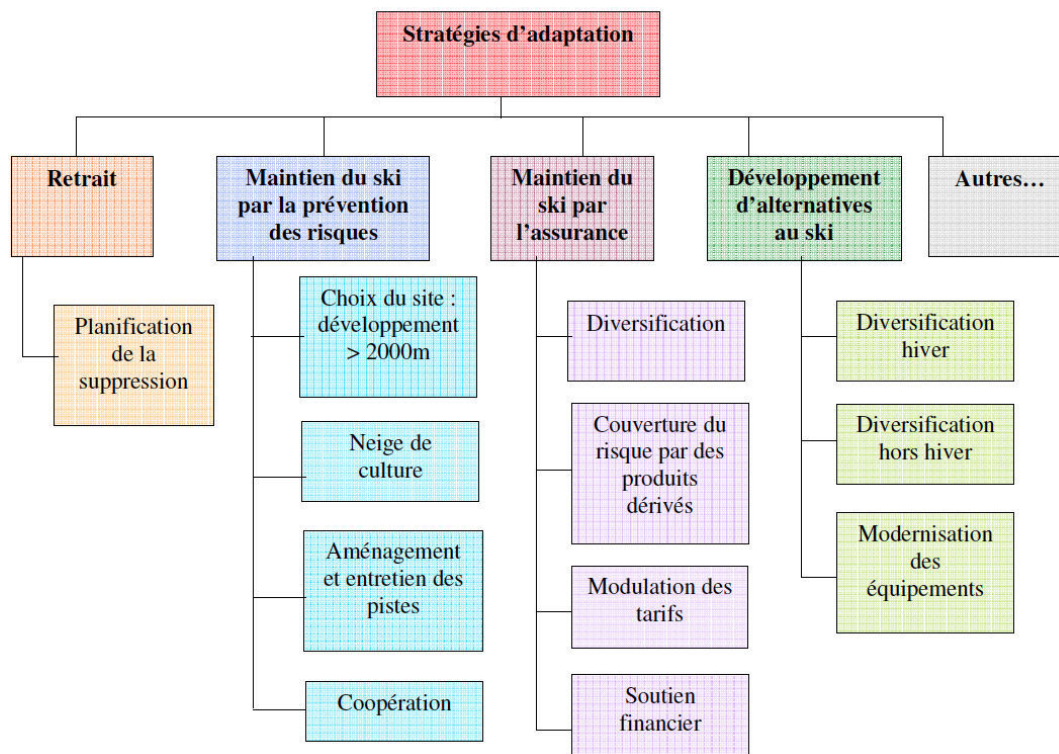 Stratégies d'adaptation
Retrait
Maintien du ski
par la prévention
des risques
Maintien du
ski par
l'assurance
Développement
d'alternatives
au ski
Autres…
Planification
de la
suppression
Choix du site :
développement
> 2000m
Neige de
culture
Aménagement
et entretien des
pistes
Coopération
Diversification
Couverture du
risque par des
produits
dérivés
Modulation des
tarifs
Soutien
financier
Diversification
hiver
Diversification
hors hiver
Modernisation
des
équipements